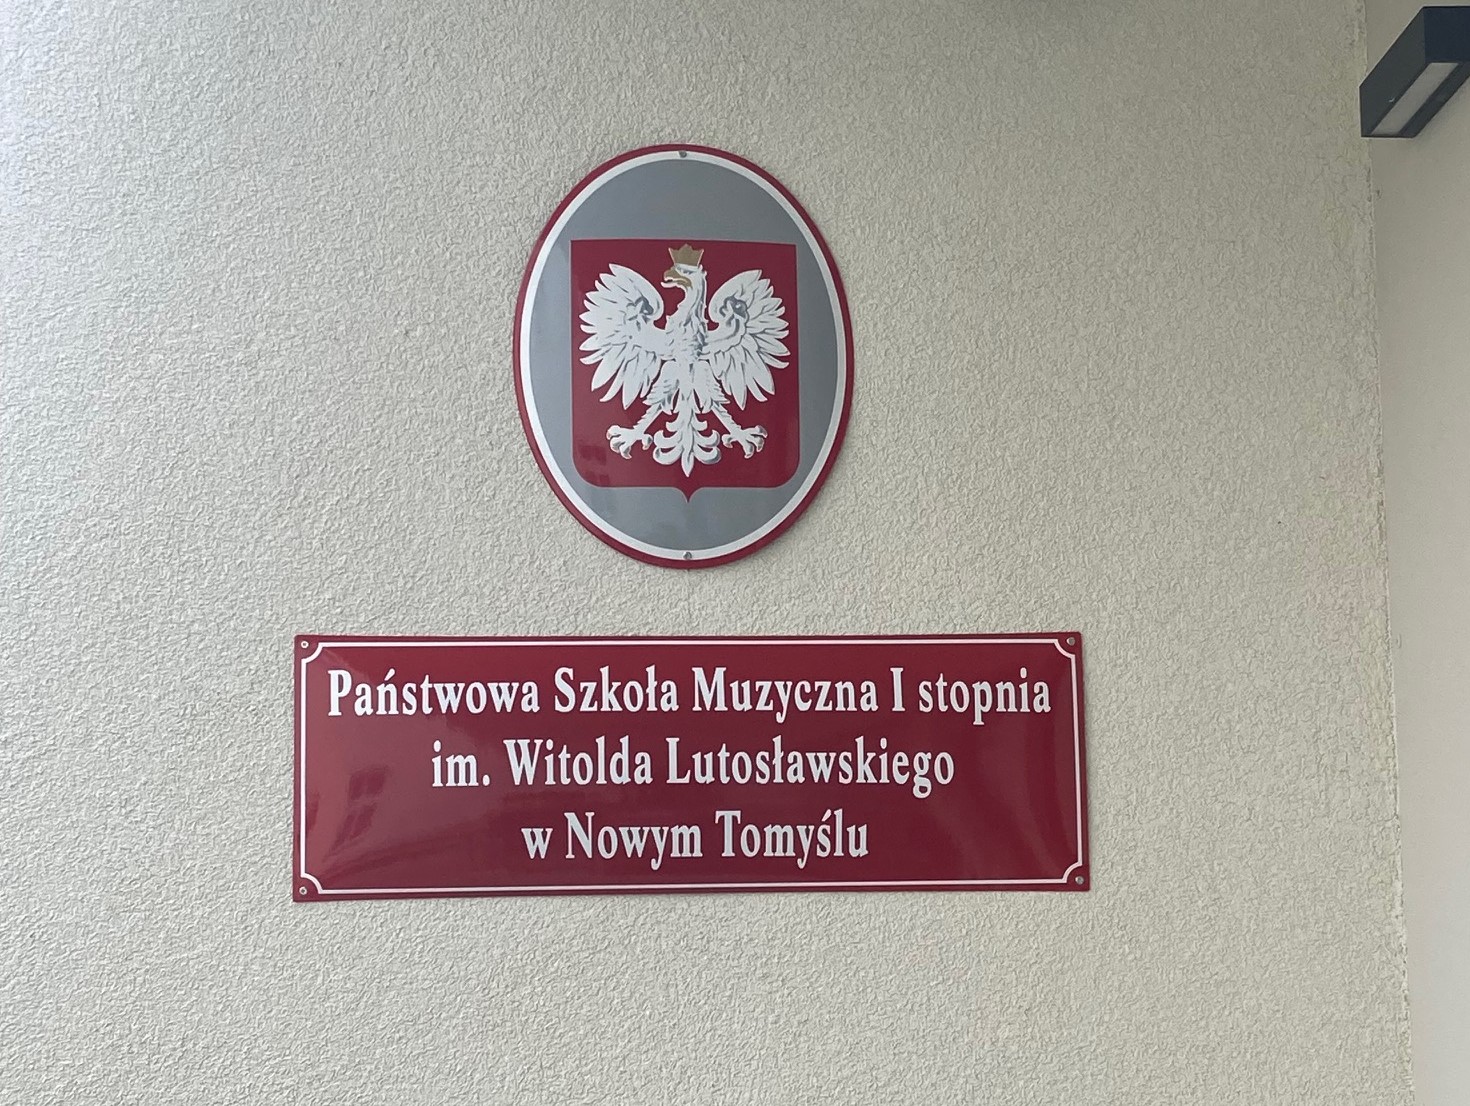 Państwowa Szkoła Muzyczna I stopnia
im. Witolda Lutosławskiego
w Nowym Tomyślu